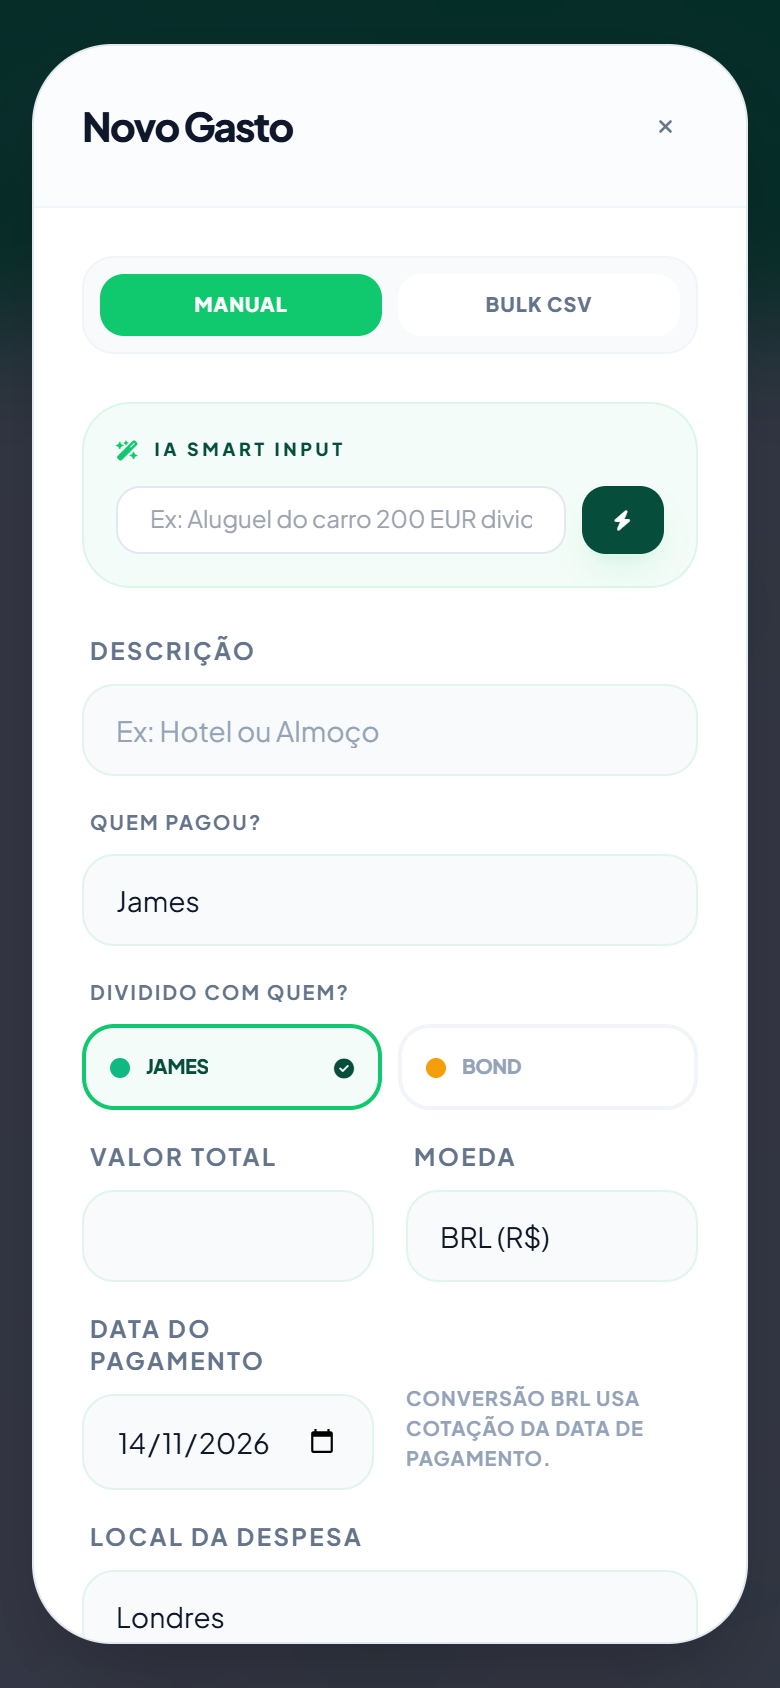 Novo Gasto
×
MANUAL
BULK CSV
IA SMART INPUT
Ex: Aluguel do carro 200 EUR divic
DESCRIÇÃO
Ex: Hotel ou Almoço
QUEM PAGOU?
James
DIVIDIDO COM QUEM?
JAMES
BOND
VALOR TOTAL
MOEDA
BRL (R$)
DATA DO
PAGAMENTO
14/11/2026
CONVERSÃO BRL USA
COTAÇÃO DA DATA DE
PAGAMENTO.
LOCAL DA DESPESA
Londres